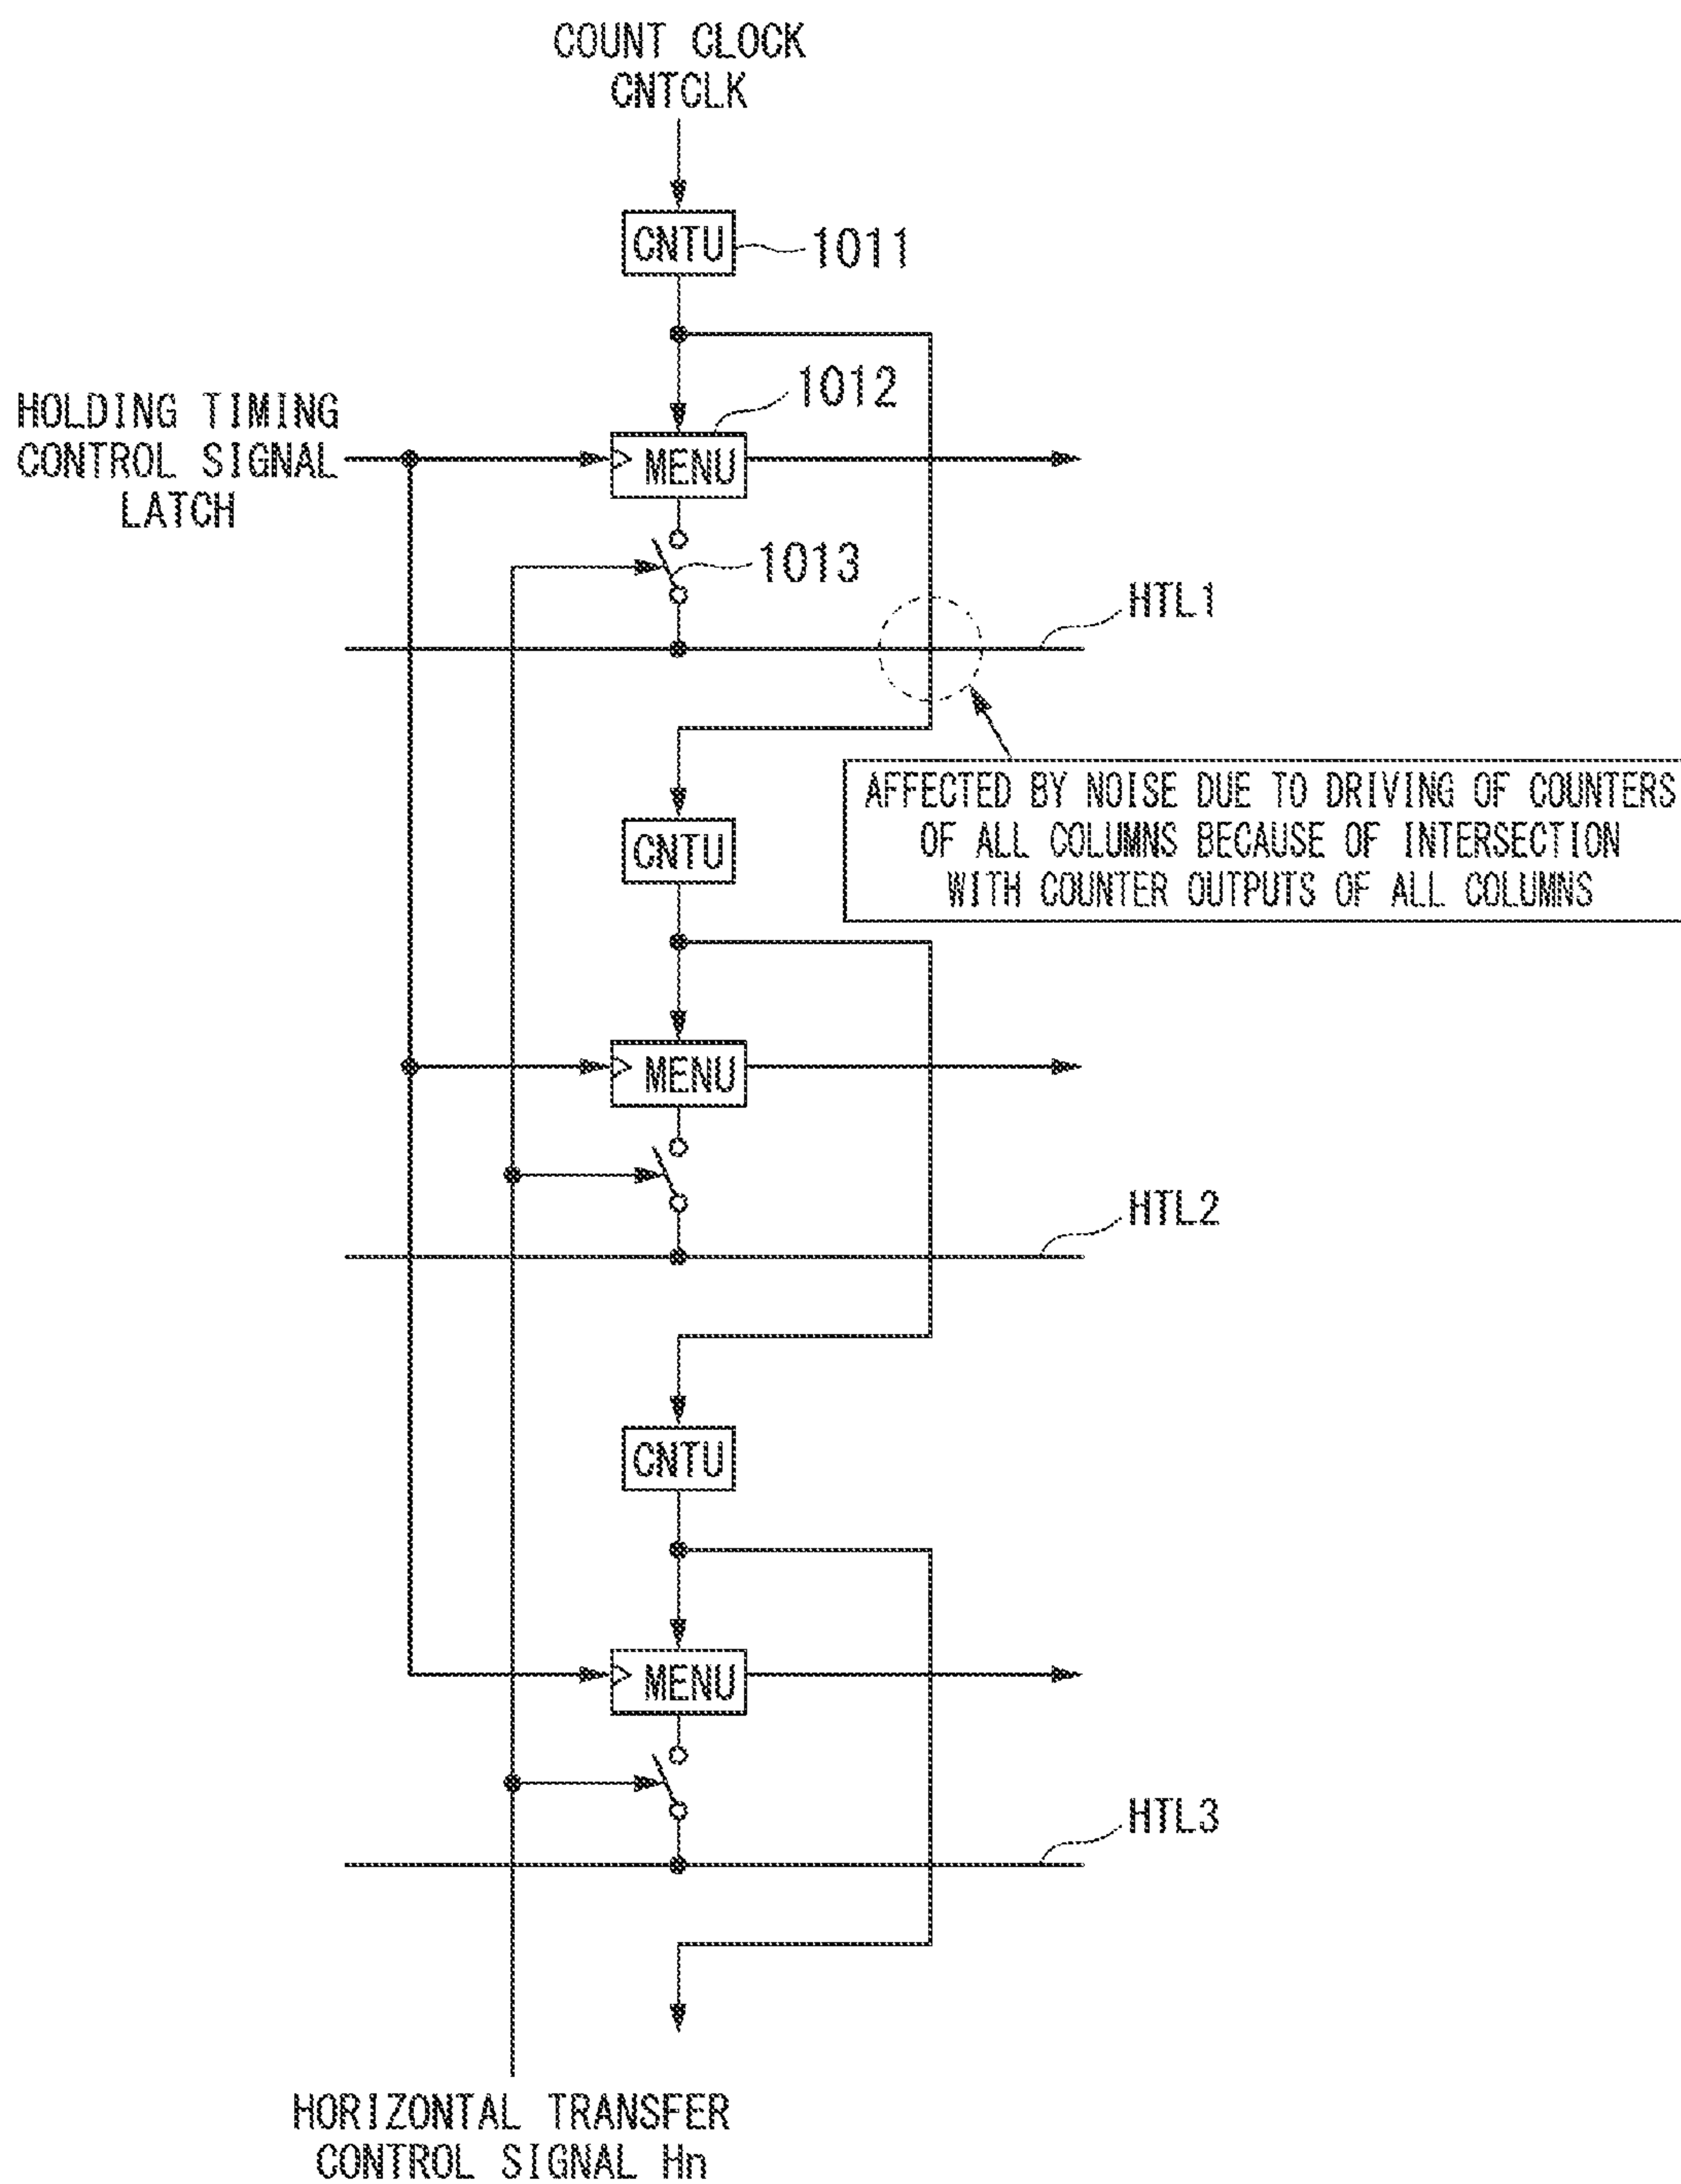 COUNT CLOCK
CNTCLK
CNTU
1011
1012
HOLDING TIMING
CONTROL SIGNAL
LATCH
MENU
1013
HTL1
AFFECTED BY NOISE DUE TO DRIVING OF COUNTERS
OF ALL COLUMNS BECAUSE OF INTERSECTION
WITH COUNTER OUTPUTS OF ALL COLUMNS
CNTU
MENU
HTL2
CNTU
MENU
HTL3
HORIZONTAL TRANSFER
CONTROL SIGNAL Hn